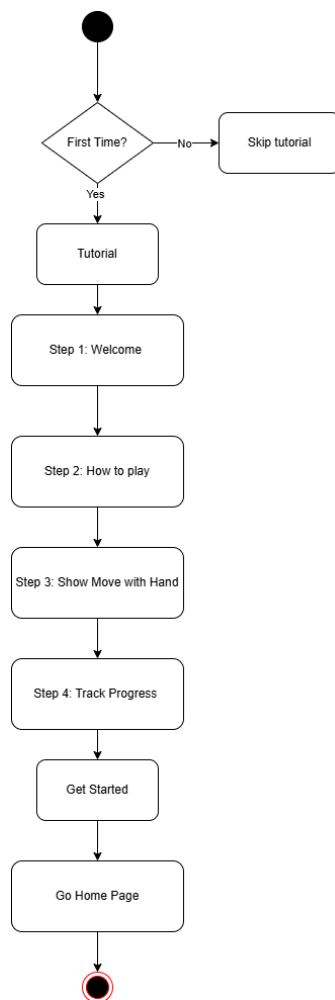 First Time?
No
Skip tutorial
Yes
Tutorial
Step 1: Welcome
Step 2: How to play
Step 3: Show Move with Hand
Step 4: Track Progress
Get Started
Go Home Page